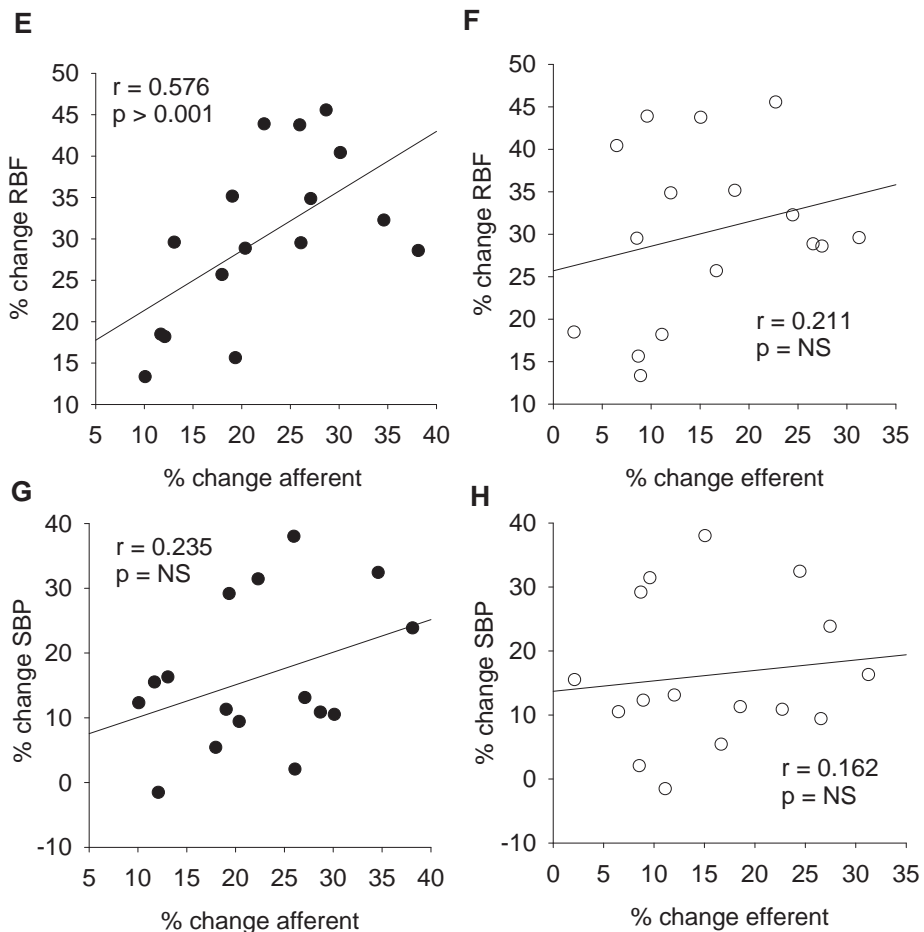 E
r = 0.576
p > 0.001
% change RBF
50
45
40
35
30
25
20
15
10
5 10 15 20 25 30 35 40
% change afferent
F
r = 0.211
p = NS
% change RBF
50
45
40
35
30
25
20
15
10
0 5 10 15 20 25 30 35
% change efferent
G
r = 0.235
p = NS
% change SBP
40
30
20
10
0
-10
5 10 15 20 25 30 35 40
% change afferent
H
r = 0.162
p = NS
% change SBP
40
30
20
10
0
-10
0 5 10 15 20 25 30 35
% change efferent